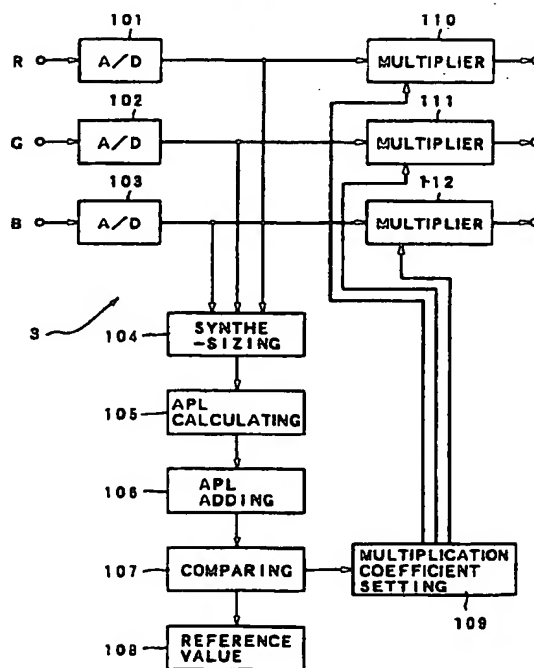 101
110
R
A/D
MULTIPLIER
102
111
G
A/D
MULTIPLIER
103
112
B
A/D
MULTIPLIER
3
104
SYNTHE
-SIZING
105
APL
CALCULATING
106
APL
ADDING
107
COMPARING
MULTIPLICATION
COEFFICIENT
SETTING
109
108
REFERENCE
VALUE